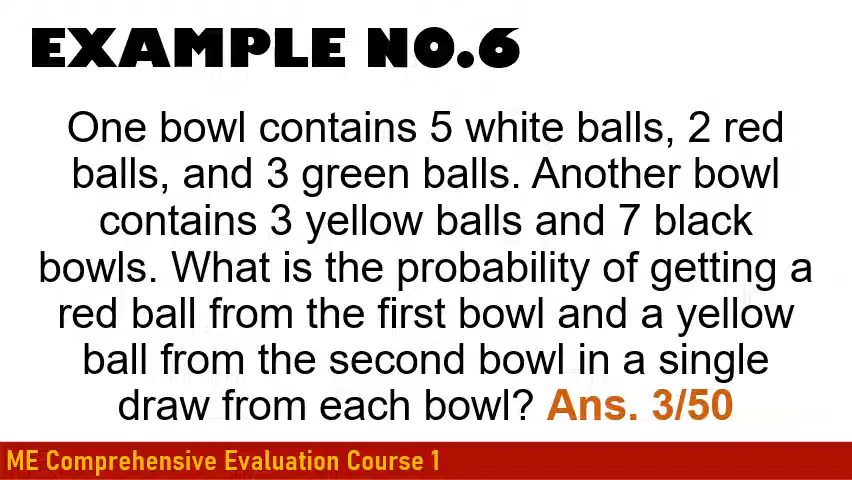 EXAMPLE NO.6
One bowl contains 5 white balls, 2 red
balls, and 3 green balls. Another bowl
contains 3 yellow balls and 7 black
bowls. What is the probability of getting a
red ball from the first bowl and a yellow
ball from the second bowl in a single
draw from each bowl? Ans. 3/50
ME Comprehensive Evaluation Course 1